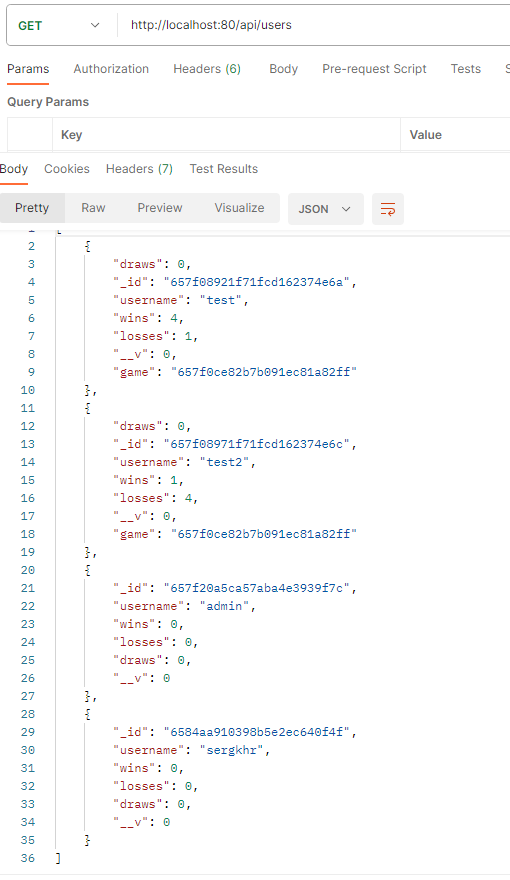 GET http://localhost:80/api/users
Params Authorization Headers (6) Body Pre-request Script Tests S
Query Params
Key Value
Body Cookies Headers (7) Test Results
Pretty Raw Preview Visualize JSON
1 [
2 {
3 "draws": 0,
4 "_id": "657f08921f71fcd162374e6a",
5 "username": "test",
6 "wins": 4,
7 "losses": 1,
8 "__v": 0,
9 "game": "657f0ce82b7b091ec81a82ff"
10 },
11 {
12 "draws": 0,
13 "_id": "657f08971f71fcd162374e6c",
14 "username": "test2",
15 "wins": 1,
16 "losses": 4,
17 "__v": 0,
18 "game": "657f0ce82b7b091ec81a82ff"
19 },
20 {
21 "_id": "657f20a5ca57aba4e3939f7c",
22 "username": "admin",
23 "wins": 0,
24 "losses": 0,
25 "draws": 0,
26 "__v": 0
27 },
28 {
29 "_id": "6584aa910398b5e2ec640f4f",
30 "username": "sergkhr",
31 "wins": 0,
32 "losses": 0,
33 "draws": 0,
34 "__v": 0
35 }
36 ]